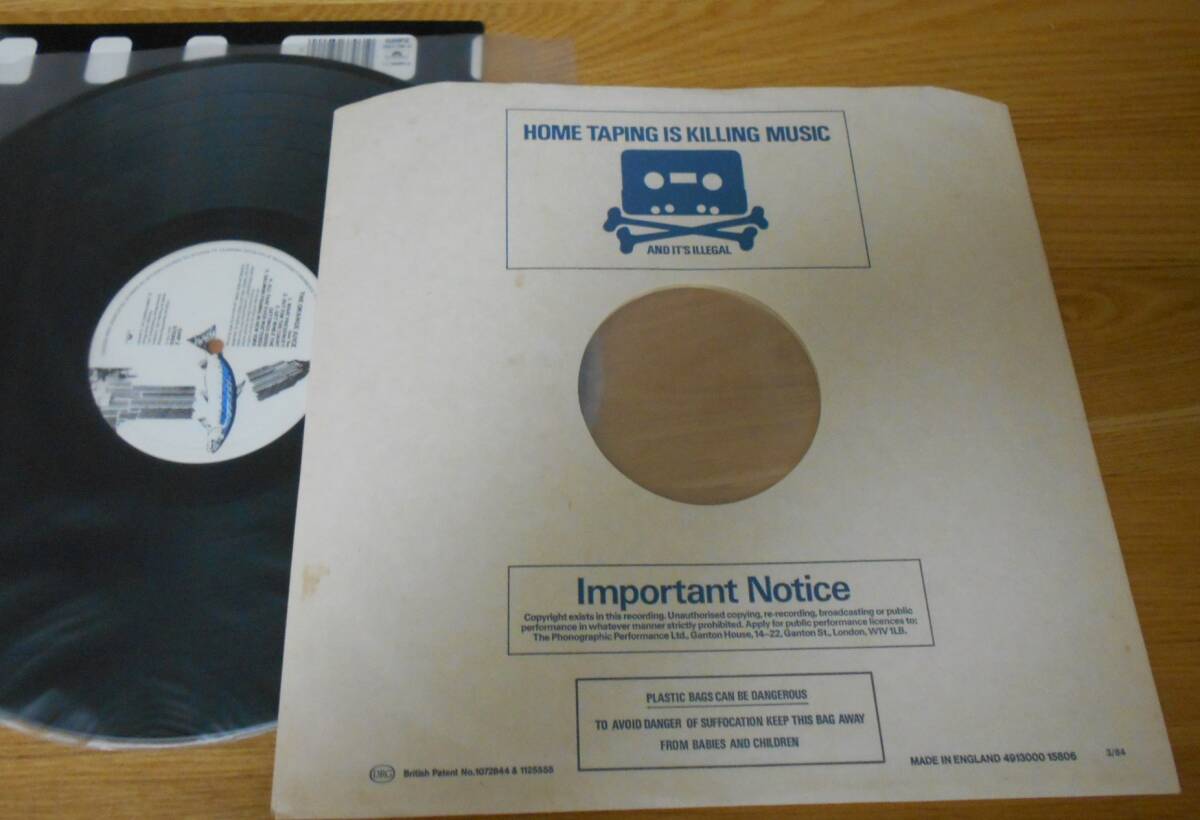 HOME TAPING IS KILLING MUSIC
AND IT'S ILLEGAL
Important Notice
Copyright exists in this recording. Unauthorised copying, re-recording, broadcasting or public
performance in whatever manner strictly prohibited. Apply for public performance licences to:
The Phonographic Performance Ltd., Ganton House, 14-22, Ganton St., London, W1V 1LB.
PLASTIC BAGS CAN BE DANGEROUS
TO AVOID DANGER OF SUFFOCATION KEEP THIS BAG AWAY
FROM BABIES AND CHILDREN
DRG British Patent No. 1072844 & 1125555
MADE IN ENGLAND 4913000 15806 3/84
THE ORANGE JUICE